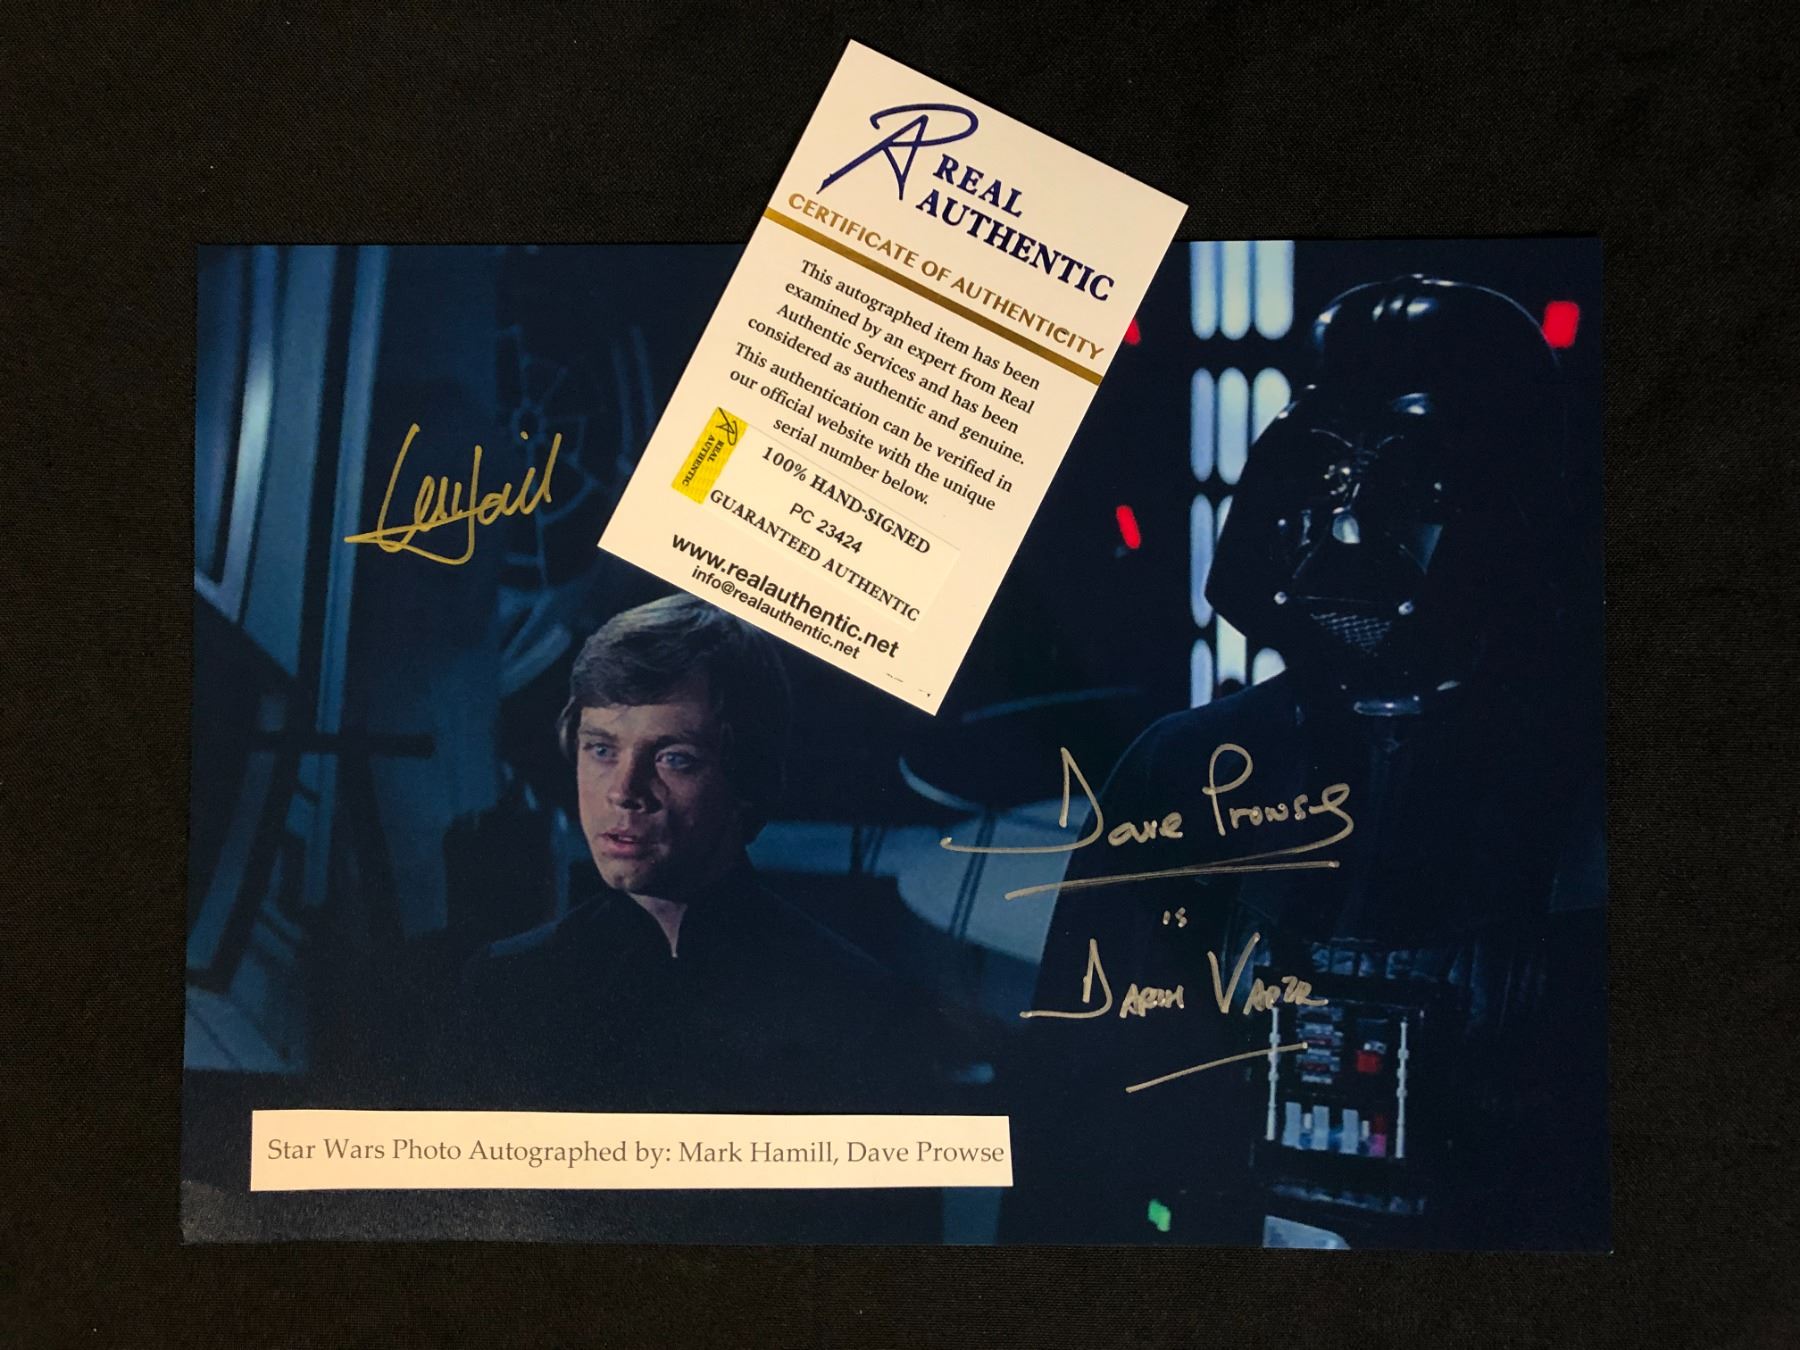 REAL
AUTHENTIC
CERTIFICATE OF AUTHENTICITY
This autographed item has been
examined by an expert from Real
Authentic Services and has been
considered as authentic and genuine.
This authentication can be verified in
our official website with the unique
serial number below.
REAL
AUTHENTIC
100% HAND-SIGNED
PC 23424
GUARANTEED AUTHENTIC
www.realauthentic.net
info@realauthentic.net
Dave Prowse
is
DARTH VADER
Star Wars Photo Autographed by: Mark Hamill, Dave Prowse